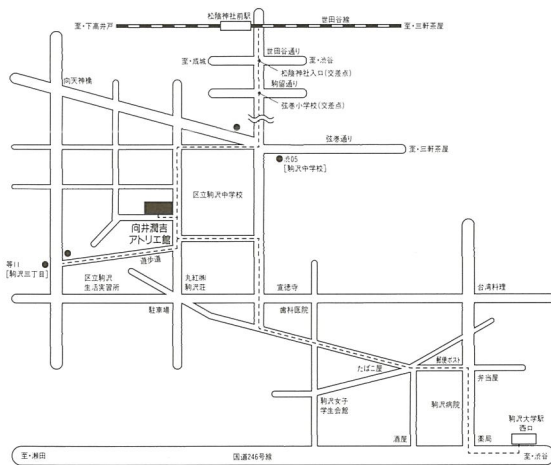 松陰神社前駅
世田谷線
至・下高井戸
至・三軒茶屋
世田谷通り
至・成城
至・渋谷
松陰神社入口(交差点)
駒留通り
向天神橋
弦巻小学校(交差点)
弦巻通り
至・三軒茶屋
渋05
[駒沢中学校]
区立駒沢中学校
向井潤吉
アトリエ館
等11
[駒沢三丁目]
遊歩道
区立駒沢
生活実習所
丸紅㈱
駒沢荘
宣徳寺
台湾料理
駐車場
歯科医院
郵便ポスト
たばこ屋
弁当屋
駒沢女子
学生会館
駒沢病院
駒沢大学駅
西口
酒屋
薬局
至・瀬田
国道246号線
至・渋谷